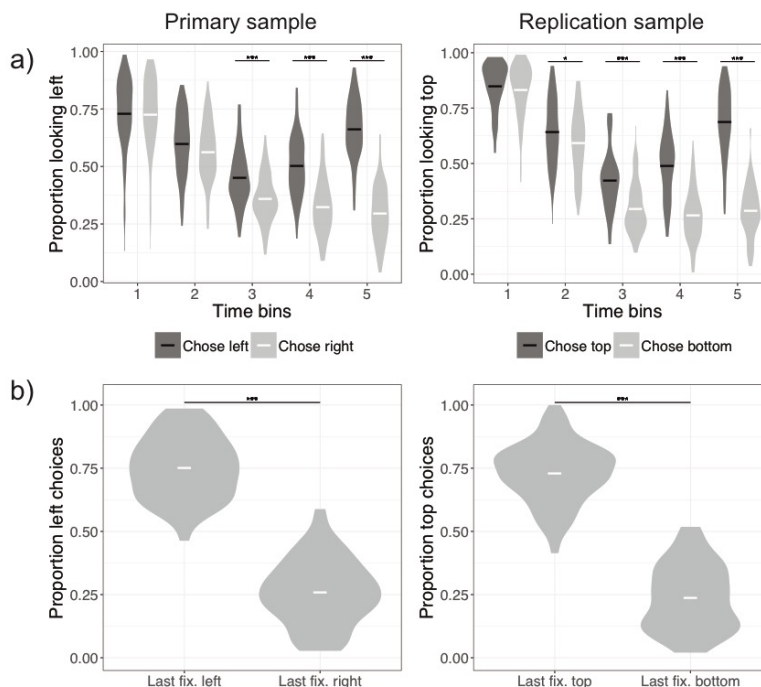 Primary sample
Replication sample
a)
Proportion looking left
1.00
0.75
0.50
0.25
0.00
*** *** ***
1 2 3 4 5
Time bins
Chose left Chose right
Proportion looking top
1.00
0.75
0.50
0.25
0.00
* *** *** ***
1 2 3 4 5
Time bins
Chose top Chose bottom
b)
Proportion left choices
1.00
0.75
0.50
0.25
0.00
***
Last fix. left Last fix. right
Proportion top choices
1.00
0.75
0.50
0.25
0.00
***
Last fix. top Last fix. bottom